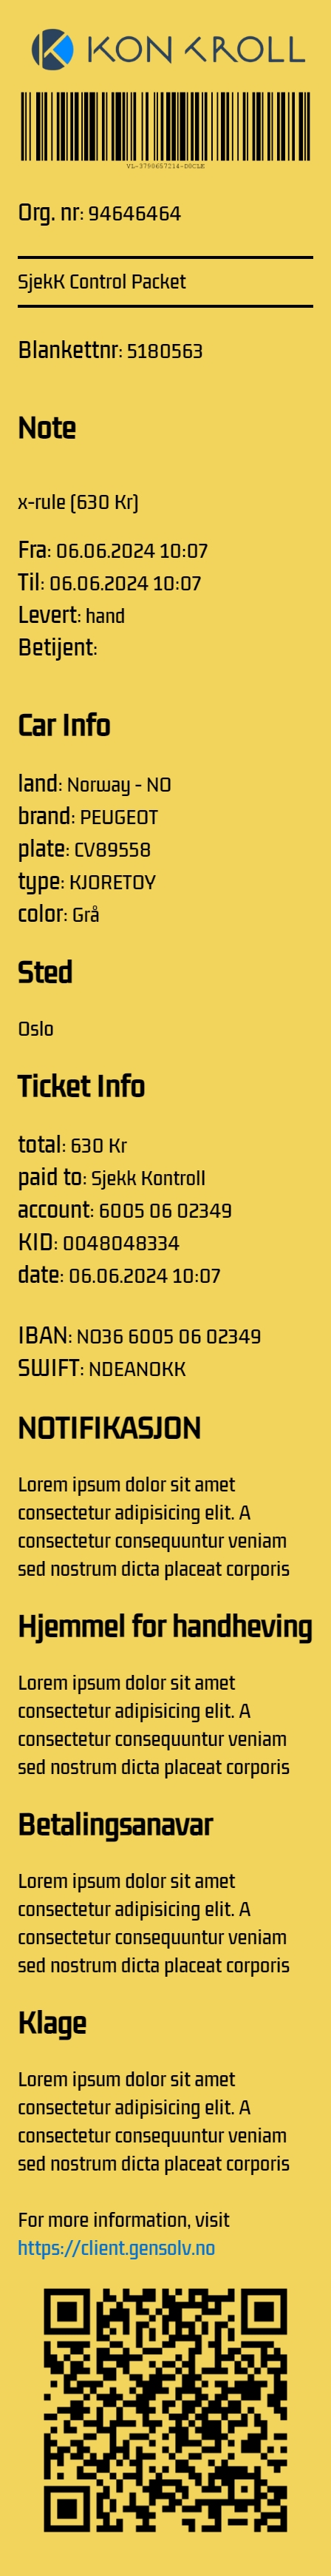 KONTROLL
VL-3790657214-D0CLE
Org. nr: 94646464
SjekK Control Packet
Blankettnr: 5180563
Note
x-rule (630 Kr)
Fra: 06.06.2024 10:07
Til: 06.06.2024 10:07
Levert: hand
Betijent:
Car Info
land: Norway - NO
brand: PEUGEOT
plate: CV89558
type: KJORETOY
color: Grå
Sted
Oslo
Ticket Info
total: 630 Kr
paid to: Sjekk Kontroll
account: 6005 06 02349
KID: 0048048334
date: 06.06.2024 10:07
IBAN: NO36 6005 06 02349
SWIFT: NDEANOKK
NOTIFIKASJON
Lorem ipsum dolor sit amet
consectetur adipisicing elit. A
consectetur consequuntur veniam
sed nostrum dicta placeat corporis
Hjemmel for handheving
Lorem ipsum dolor sit amet
consectetur adipisicing elit. A
consectetur consequuntur veniam
sed nostrum dicta placeat corporis
Betalingsanavar
Lorem ipsum dolor sit amet
consectetur adipisicing elit. A
consectetur consequuntur veniam
sed nostrum dicta placeat corporis
Klage
Lorem ipsum dolor sit amet
consectetur adipisicing elit. A
consectetur consequuntur veniam
sed nostrum dicta placeat corporis
For more information, visit
https://client.gensolv.no